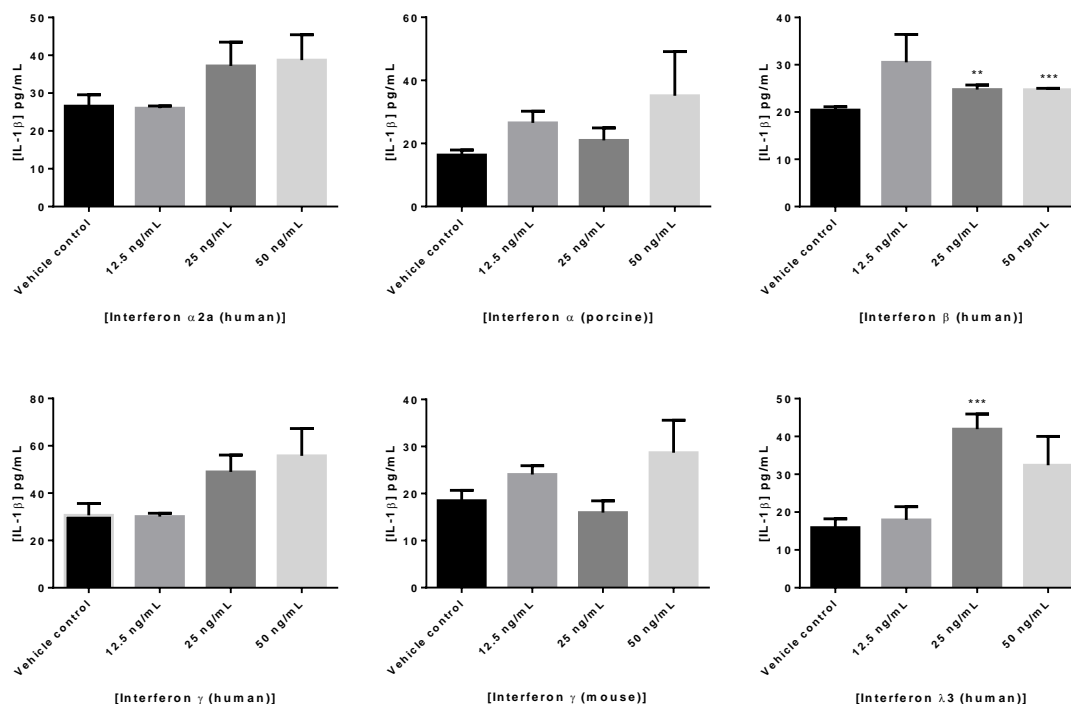 [IL-1β] pg/mL
50
40
30
20
10
0
Vehicle control
12.5 ng/mL
25 ng/mL
50 ng/mL
[Interferon α2a (human)]
[IL-1β] pg/mL
60
40
20
0
Vehicle control
12.5 ng/mL
25 ng/mL
50 ng/mL
[Interferon α (porcine)]
[IL-1β] pg/mL
40
30
20
10
0
**
***
Vehicle control
12.5 ng/mL
25 ng/mL
50 ng/mL
[Interferon β (human)]
[IL-1β] pg/mL
80
60
40
20
0
Vehicle control
12.5 ng/mL
25 ng/mL
50 ng/mL
[Interferon γ (human)]
[IL-1β] pg/mL
40
30
20
10
0
Vehicle control
12.5 ng/mL
25 ng/mL
50 ng/mL
[Interferon γ (mouse)]
[IL-1β] pg/mL
50
40
30
20
10
0
***
Vehicle control
12.5 ng/mL
25 ng/mL
50 ng/mL
[Interferon λ3 (human)]